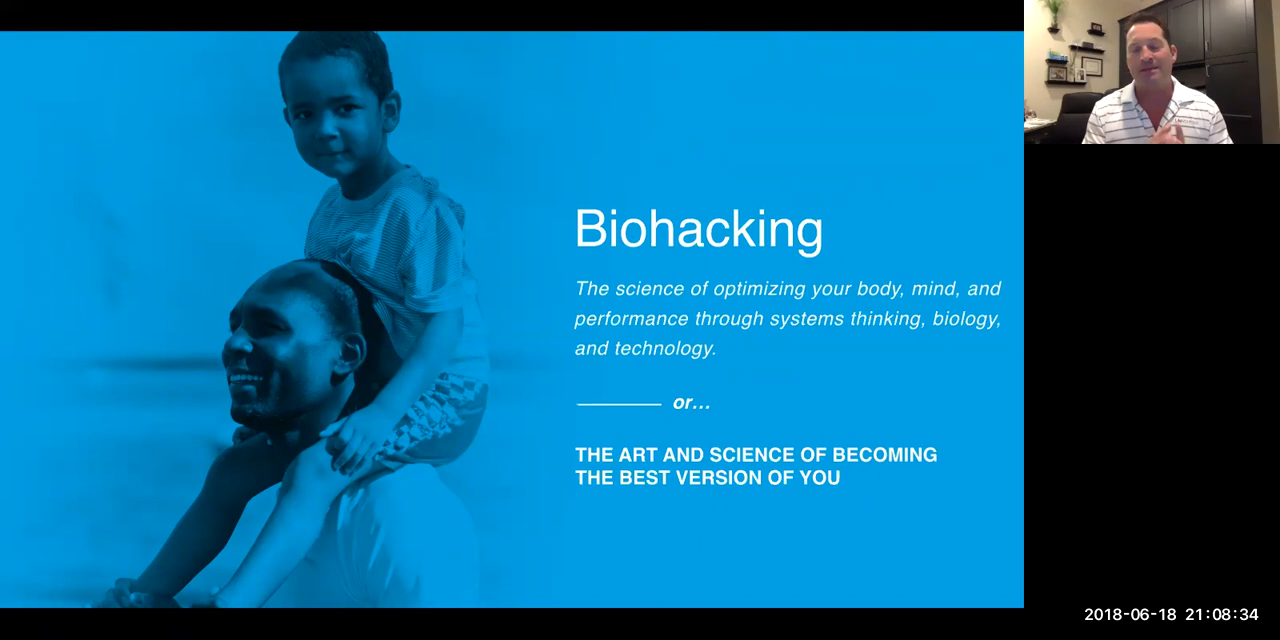 Biohacking
The science of optimizing your body, mind, and
performance through systems thinking, biology,
and technology.
or...
THE ART AND SCIENCE OF BECOMING
THE BEST VERSION OF YOU
2018-06-18 21:08:34